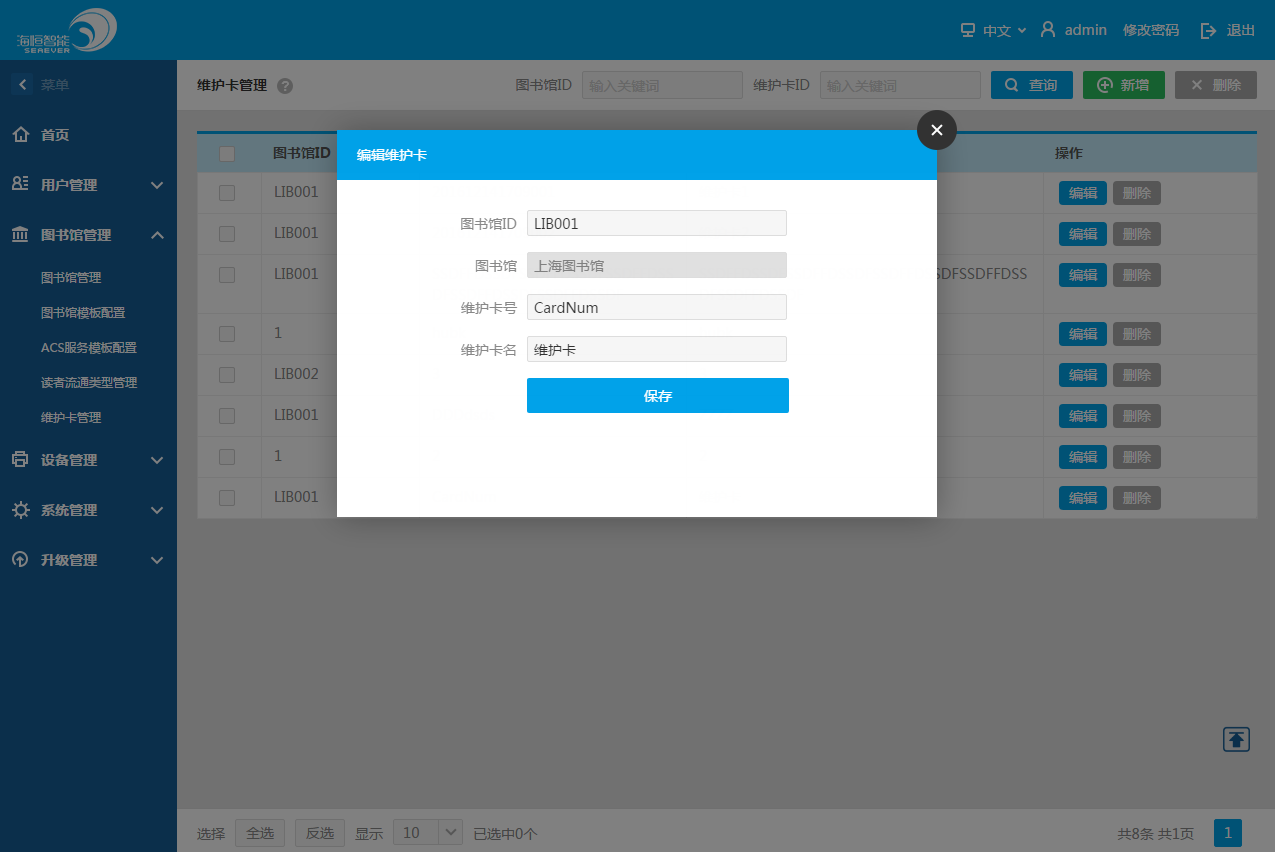 海恒智能
SEAEVER
中文
admin
修改密码
退出
菜单
首页
用户管理
图书馆管理
图书馆管理
图书馆模板配置
ACS服务模板配置
读者流通类型管理
维护卡管理
设备管理
系统管理
升级管理
维护卡管理
?
图书馆ID
输入关键词
维护卡ID
输入关键词
查询
新增
删除
图书馆ID
操作
LIB001
编辑
删除
LIB001
编辑
删除
LIB001
SDFSSDFFDSS
编辑
删除
1
编辑
删除
LIB002
编辑
删除
LIB001
编辑
删除
1
编辑
删除
LIB001
编辑
删除
编辑维护卡
图书馆ID
LIB001
图书馆
上海图书馆
维护卡号
CardNum
维护卡名
维护卡
保存
选择
全选
反选
显示
10
已选中0个
共8条 共1页
1